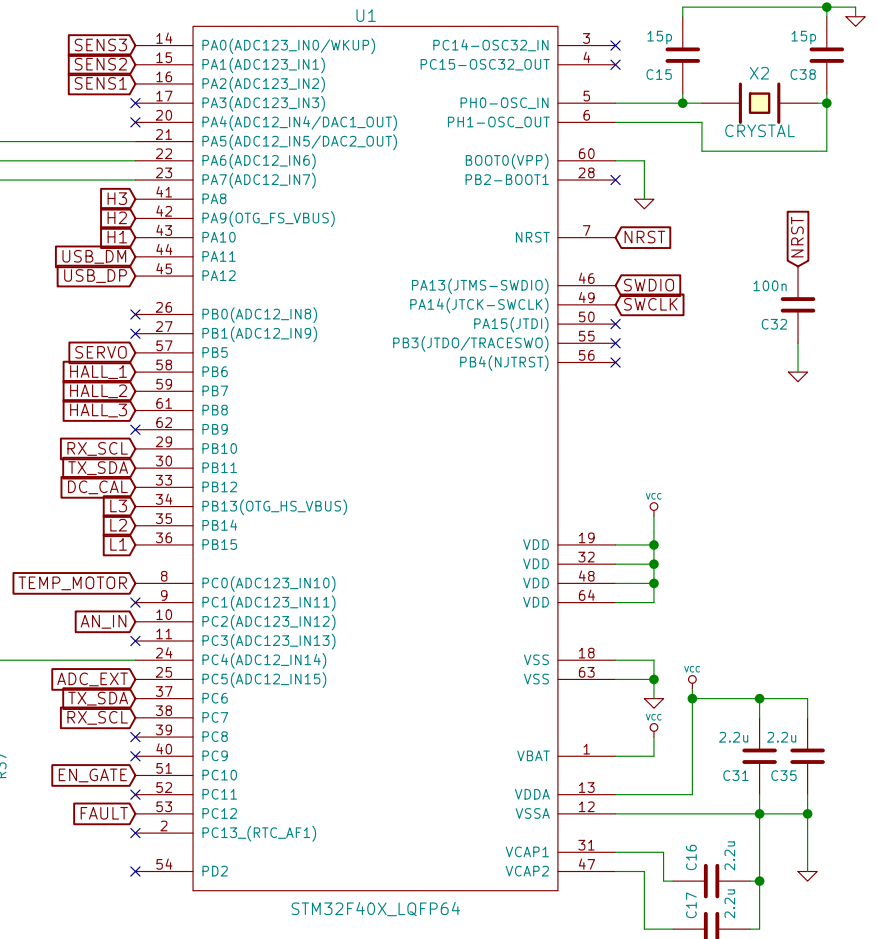 U1
SENS3 14 PA0(ADC123_IN0/WKUP)
SENS2 15 PA1(ADC123_IN1)
SENS1 16 PA2(ADC123_IN2)
17 PA3(ADC123_IN3)
20 PA4(ADC12_IN4/DAC1_OUT)
21 PA5(ADC12_IN5/DAC2_OUT)
22 PA6(ADC12_IN6)
23 PA7(ADC12_IN7)
H3 41 PA8
H2 42 PA9(OTG_FS_VBUS)
H1 43 PA10
USB_DM 44 PA11
USB_DP 45 PA12
26 PB0(ADC12_IN8)
27 PB1(ADC12_IN9)
SERVO 57 PB5
HALL_1 58 PB6
HALL_2 59 PB7
HALL_3 61 PB8
62 PB9
RX_SCL 29 PB10
TX_SDA 30 PB11
DC_CAL 33 PB12
L3 34 PB13(OTG_HS_VBUS)
L2 35 PB14
L1 36 PB15
TEMP_MOTOR 8 PC0(ADC123_IN10)
9 PC1(ADC123_IN11)
AN_IN 10 PC2(ADC123_IN12)
11 PC3(ADC123_IN13)
24 PC4(ADC12_IN14)
ADC_EXT 25 PC5(ADC12_IN15)
TX_SDA 37 PC6
RX_SCL 38 PC7
39 PC8
40 PC9
EN_GATE 51 PC10
52 PC11
FAULT 53 PC12
2 PC13_(RTC_AF1)
54 PD2
PC14-OSC32_IN 3
PC15-OSC32_OUT 4
PH0-OSC_IN 5
PH1-OSC_OUT 6
BOOT0(VPP) 60
PB2-BOOT1 28
NRST 7 NRST
PA13(JTMS-SWDIO) 46 SWDIO
PA14(JTCK-SWCLK) 49 SWCLK
PA15(JTDI) 50
PB3(JTDO/TRACESWO) 55
PB4(NJTRST) 56
VDD 19
VDD 32
VDD 48
VDD 64
VSS 18
VSS 63
VBAT 1
VDDA 13
VSSA 12
VCAP1 31
VCAP2 47
STM32F40X_LQFP64
15p
C15
X2
CRYSTAL
15p
C38
NRST
100n
C32
vcc
vcc
vcc
2.2u
C31
2.2u
C35
C16
2.2u
C17
2.2u